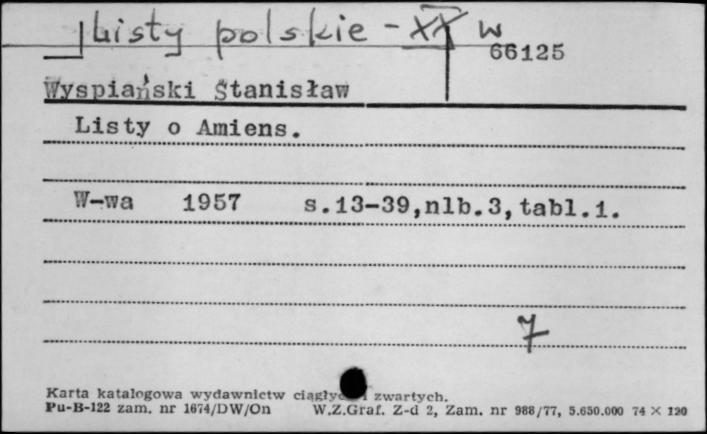 Listy polskie - XX w
66125
Wyspiański Stanisław
Listy o Amiens.
W-wa 1957 s.13-39,nlb.3,tabl.1.
7
Karta katalogowa wydawnictw zwartych.
Pu-B-122 zam. nr 1674/DW/On W.Z.Graf. Z-d 2, Zam. nr 988/77, 5.650.000 74 × 120